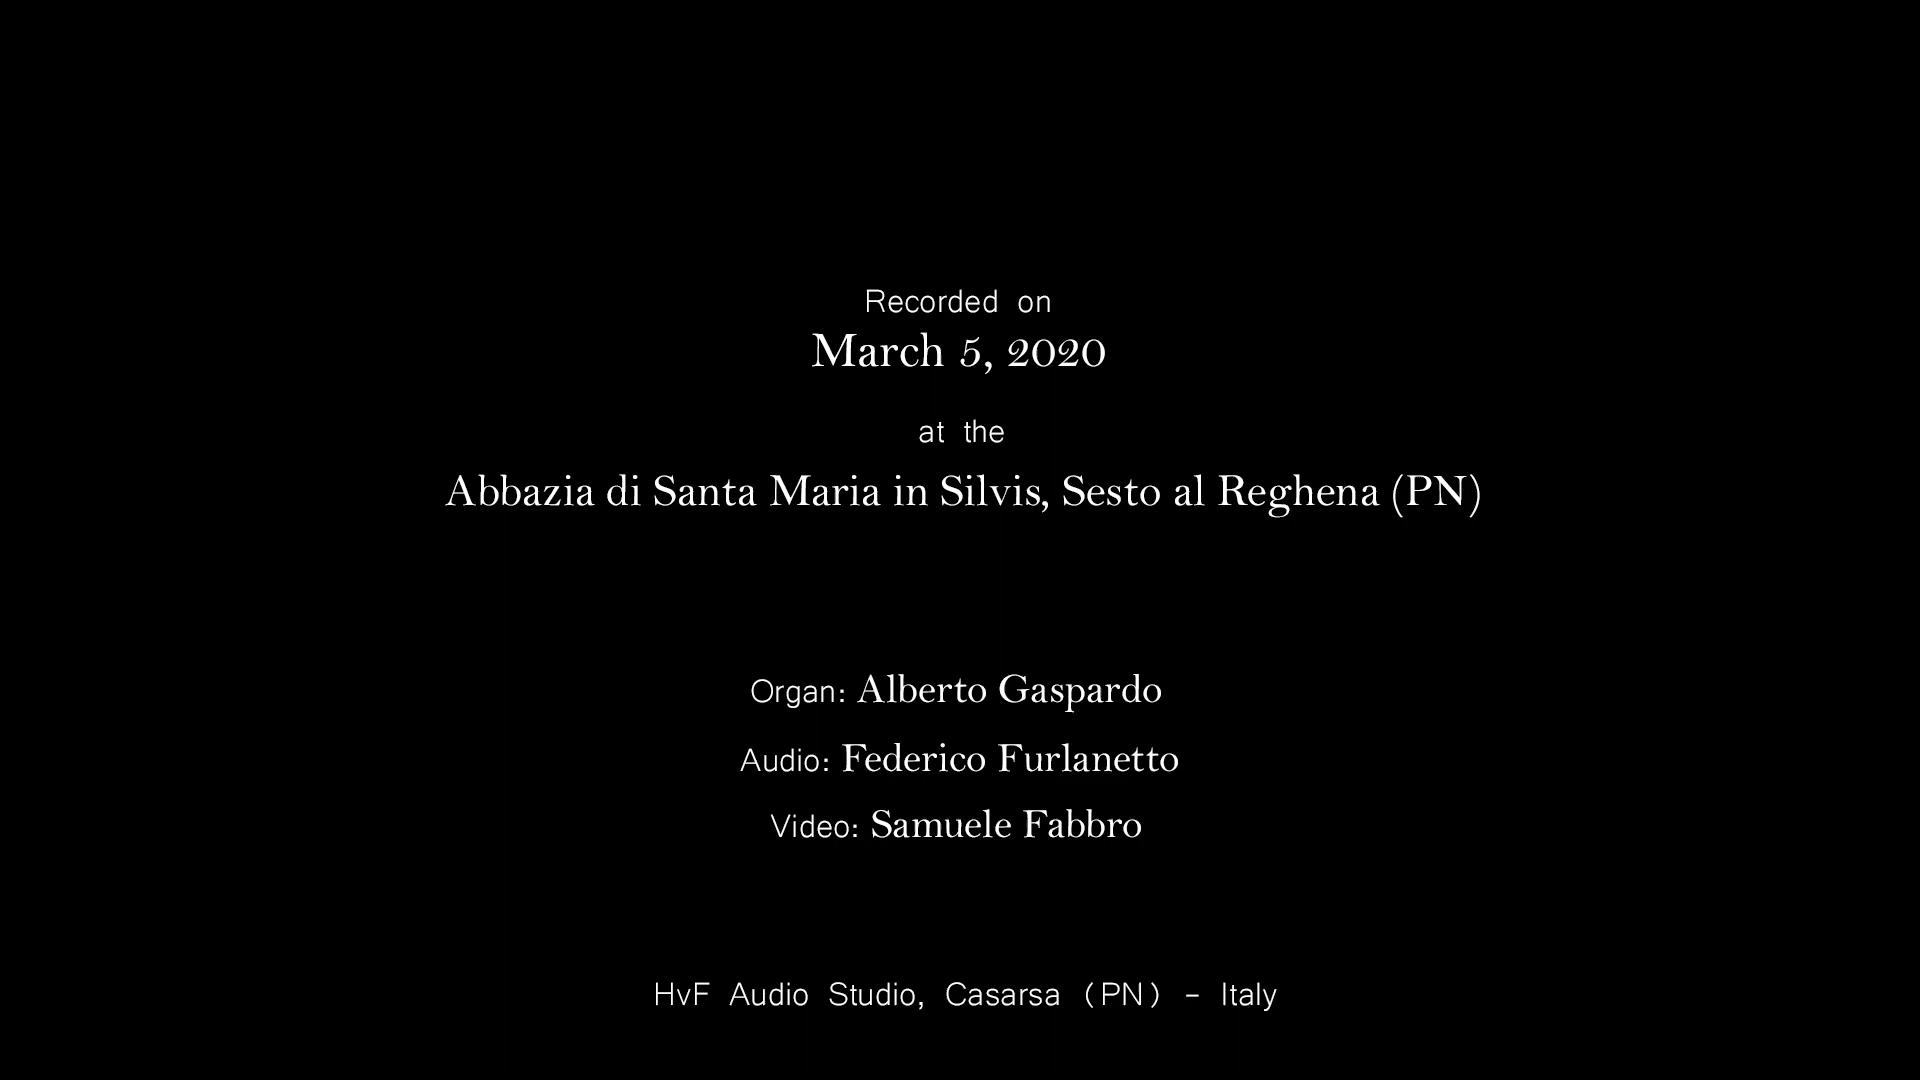 Recorded on
March 5, 2020
at the
Abbazia di Santa Maria in Silvis, Sesto al Reghena (PN)
Organ: Alberto Gaspardo
Audio: Federico Furlanetto
Video: Samuele Fabbro
HvF Audio Studio, Casarsa (PN) - Italy